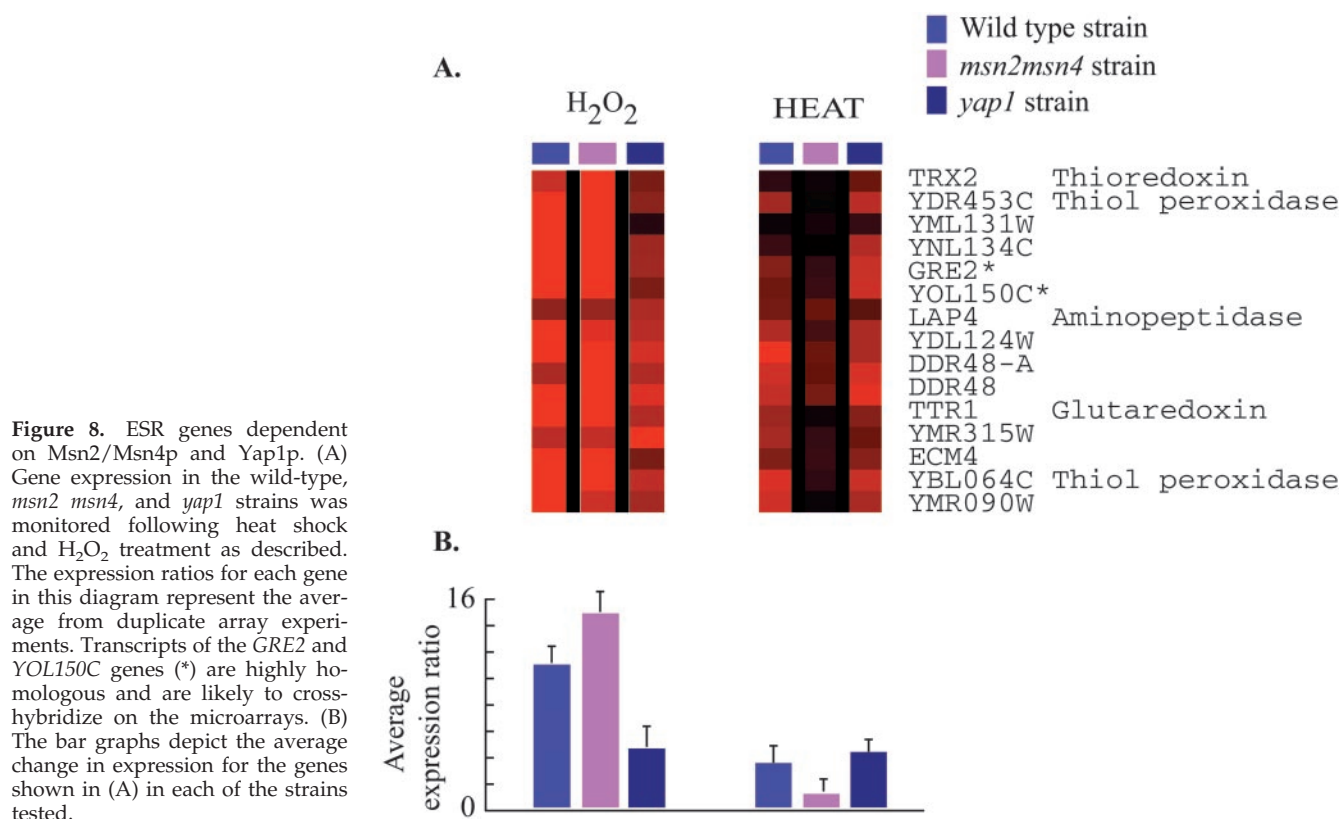 Wild type strain
msn2msn4 strain
yap1 strain
A.
H₂O₂
HEAT
TRX2 Thioredoxin
YDR453C Thiol peroxidase
YML131W
YNL134C
GRE2*
YOL150C*
LAP4 Aminopeptidase
YDL124W
DDR48-A
DDR48
TTR1 Glutaredoxin
YMR315W
ECM4
YBL064C Thiol peroxidase
YMR090W
B.
16
0
Average
expression ratio
Figure 8. ESR genes dependent
on Msn2/Msn4p and Yap1p. (A)
Gene expression in the wild-type,
msn2 msn4, and yap1 strains was
monitored following heat shock
and H₂O₂ treatment as described.
The expression ratios for each gene
in this diagram represent the aver-
age from duplicate array experi-
ments. Transcripts of the GRE2 and
YOL150C genes (*) are highly ho-
mologous and are likely to cross-
hybridize on the microarrays. (B)
The bar graphs depict the average
change in expression for the genes
shown in (A) in each of the strains
tested.